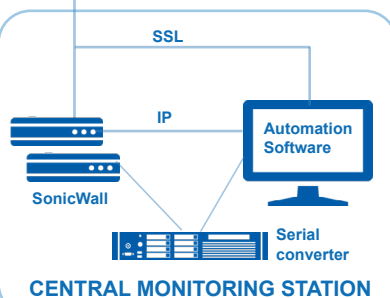 SSL
IP
Automation
Software
SonicWall
Serial
converter
CENTRAL MONITORING STATION